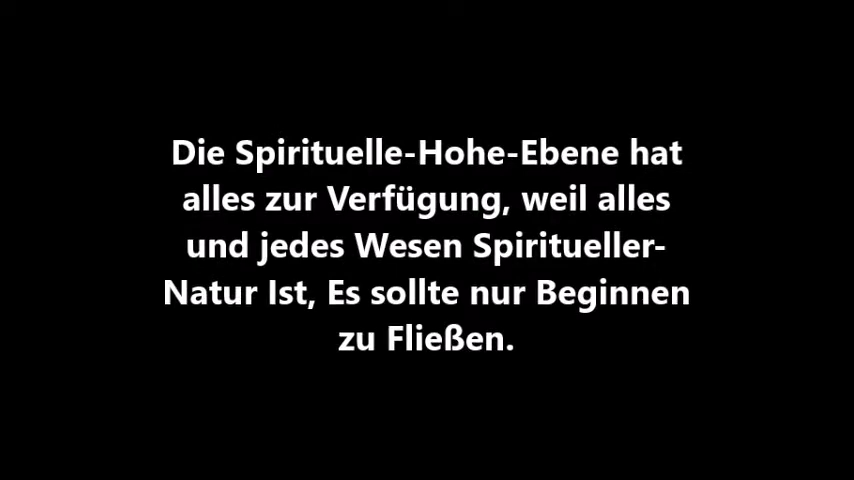 Die Spirituelle-Hohe-Ebene hat
alles zur Verfügung, weil alles
und jedes Wesen Spiritueller-
Natur Ist, Es sollte nur Beginnen
zu Fließen.